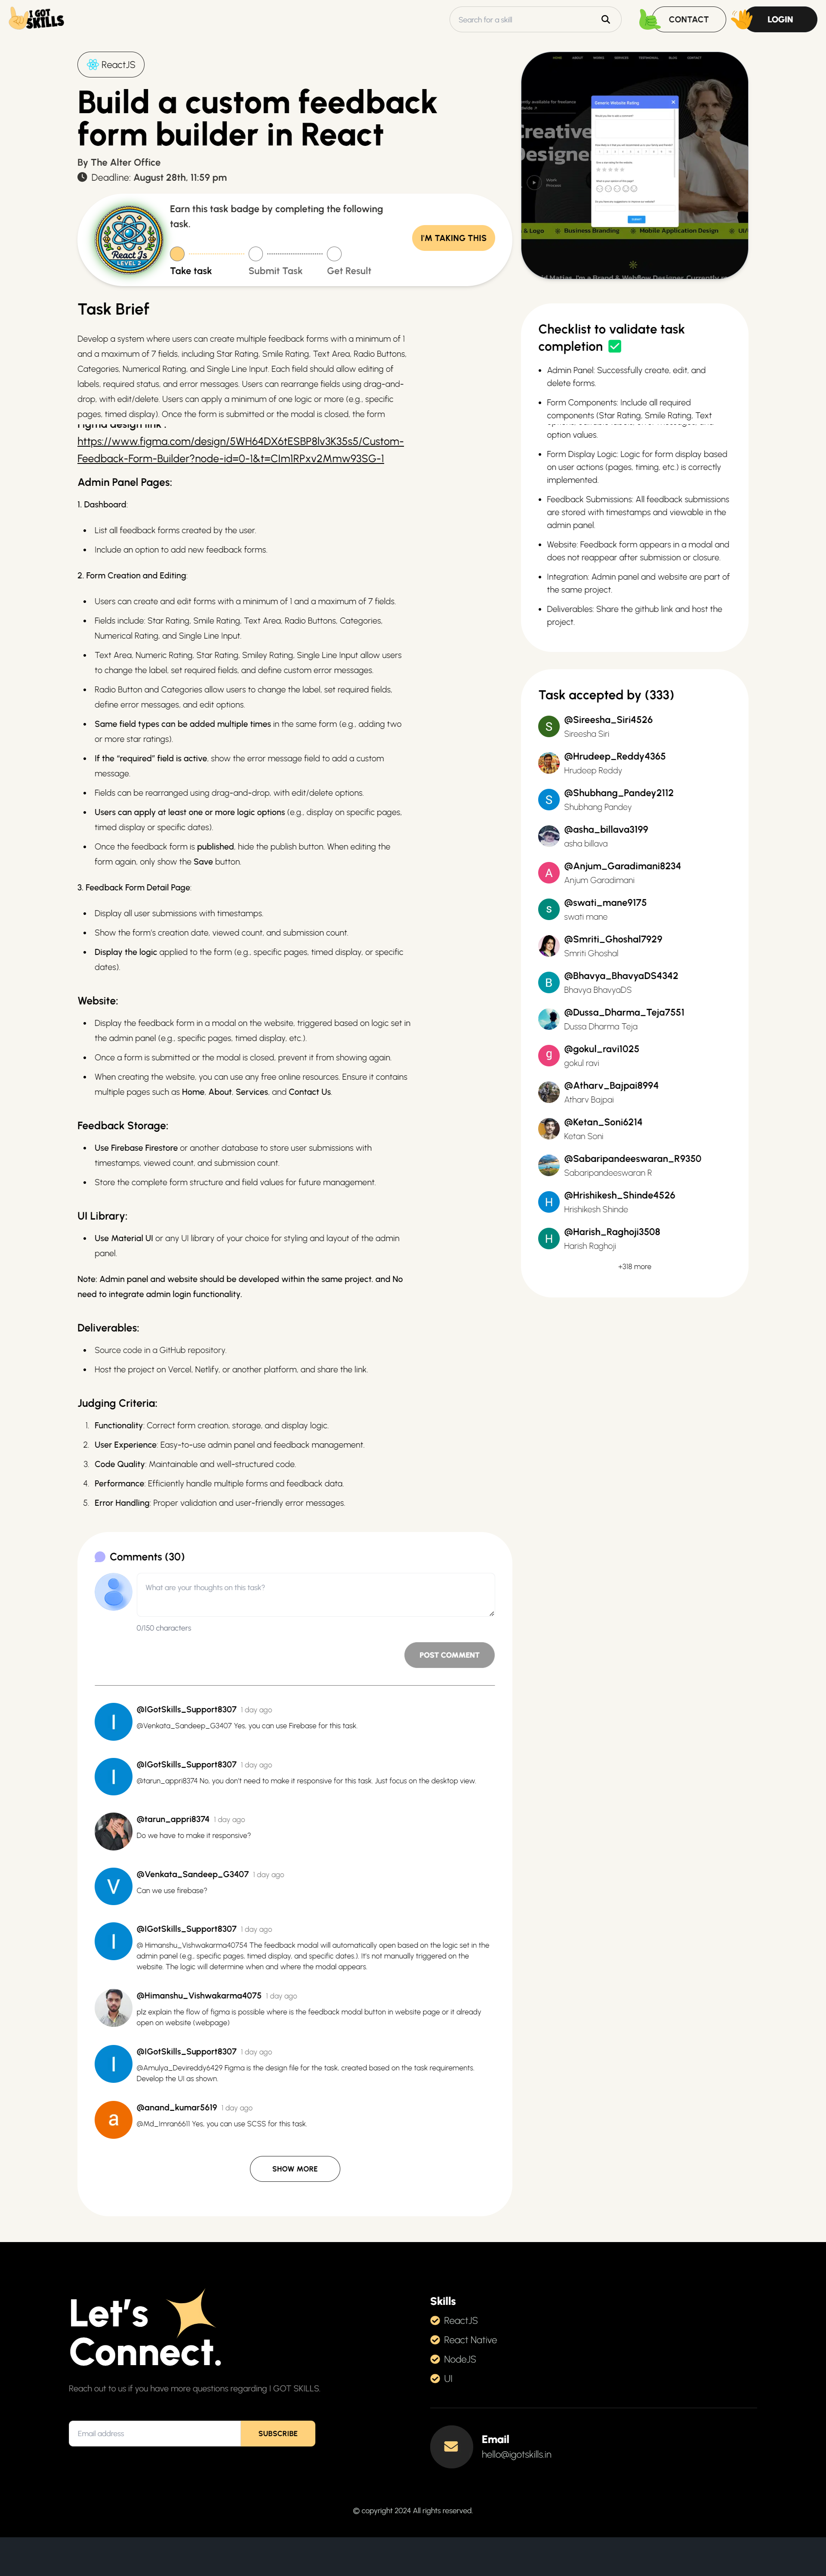 I GOT
SKILLS
Search for a skill
CONTACT
LOGIN
ReactJS
Build a custom feedback
form builder in React
By The Alter Office
Deadline: August 28th, 11:59 pm
Earn this task badge by completing the following
task.
React Js
LEVEL 2
I'M TAKING THIS
Take task
Submit Task
Get Result
Task Brief
Develop a system where users can create multiple feedback forms with a minimum of 1
and a maximum of 7 fields, including Star Rating, Smile Rating, Text Area, Radio Buttons,
Categories, Numerical Rating, and Single Line Input. Each field should allow editing of
labels, required status, and error messages. Users can rearrange fields using drag-and-
drop, with edit/delete. Users can apply a minimum of one logic or more (e.g., specific
pages, timed display). Once the form is submitted or the modal is closed, the form
Figma design link :
https://www.figma.com/design/5WH64DX6tESBP8lv3K35s5/Custom-
Feedback-Form-Builder?node-id=0-1&t=CIm1RPxv2Mmw93SG-1
Admin Panel Pages:
1. Dashboard:
List all feedback forms created by the user.
Include an option to add new feedback forms.
2. Form Creation and Editing:
Users can create and edit forms with a minimum of 1 and a maximum of 7 fields.
Fields include: Star Rating, Smile Rating, Text Area, Radio Buttons, Categories,
Numerical Rating, and Single Line Input.
Text Area, Numeric Rating, Star Rating, Smiley Rating, Single Line Input allow users
to change the label, set required fields, and define custom error messages.
Radio Button and Categories allow users to change the label, set required fields,
define error messages, and edit options.
Same field types can be added multiple times in the same form (e.g., adding two
or more star ratings).
If the "required" field is active, show the error message field to add a custom
message.
Fields can be rearranged using drag-and-drop, with edit/delete options.
Users can apply at least one or more logic options (e.g., display on specific pages,
timed display or specific dates).
Once the feedback form is published, hide the publish button. When editing the
form again, only show the Save button.
3. Feedback Form Detail Page:
Display all user submissions with timestamps.
Show the form's creation date, viewed count, and submission count.
Display the logic applied to the form (e.g., specific pages, timed display, or specific
dates).
Website:
Display the feedback form in a modal on the website, triggered based on logic set in
the admin panel (e.g., specific pages, timed display, etc.).
Once a form is submitted or the modal is closed, prevent it from showing again.
When creating the website, you can use any free online resources. Ensure it contains
multiple pages such as Home, About, Services, and Contact Us.
Feedback Storage:
Use Firebase Firestore or another database to store user submissions with
timestamps, viewed count, and submission count.
Store the complete form structure and field values for future management.
UI Library:
Use Material UI or any UI library of your choice for styling and layout of the admin
panel.
Note: Admin panel and website should be developed within the same project, and No
need to integrate admin login functionality.
Deliverables:
Source code in a GitHub repository.
Host the project on Vercel, Netlify, or another platform, and share the link.
Judging Criteria:
1. Functionality: Correct form creation, storage, and display logic.
2. User Experience: Easy-to-use admin panel and feedback management.
3. Code Quality: Maintainable and well-structured code.
4. Performance: Efficiently handle multiple forms and feedback data.
5. Error Handling: Proper validation and user-friendly error messages.
Generic Website Rating
Creative
Designe
Business Branding
Mobile Application Design
Checklist to validate task
completion
Admin Panel: Successfully create, edit, and
delete forms.
Form Components: Include all required
components (Star Rating, Smile Rating, Text
option values.
Form Display Logic: Logic for form display based
on user actions (pages, timing, etc.) is correctly
implemented.
Feedback Submissions: All feedback submissions
are stored with timestamps and viewable in the
admin panel.
Website: Feedback form appears in a modal and
does not reappear after submission or closure.
Integration: Admin panel and website are part of
the same project.
Deliverables: Share the github link and host the
project.
Task accepted by (333)
S
@Sireesha_Siri4526
Sireesha Siri
@Hrudeep_Reddy4365
Hrudeep Reddy
S
@Shubhang_Pandey2112
Shubhang Pandey
@asha_billava3199
asha billava
A
@Anjum_Garadimani8234
Anjum Garadimani
s
@swati_mane9175
swati mane
@Smriti_Ghoshal7929
Smriti Ghoshal
B
@Bhavya_BhavyaDS4342
Bhavya BhavyaDS
@Dussa_Dharma_Teja7551
Dussa Dharma Teja
g
@gokul_ravi1025
gokul ravi
@Atharv_Bajpai8994
Atharv Bajpai
@Ketan_Soni6214
Ketan Soni
@Sabaripandeeswaran_R9350
Sabaripandeeswaran R
H
@Hrishikesh_Shinde4526
Hrishikesh Shinde
H
@Harish_Raghoji3508
Harish Raghoji
+318 more
Comments (30)
What are your thoughts on this task?
0/150 characters
POST COMMENT
I
@IGotSkills_Support8307 1 day ago
@Venkata_Sandeep_G3407 Yes, you can use Firebase for this task.
I
@IGotSkills_Support8307 1 day ago
@tarun_appri8374 No, you don't need to make it responsive for this task. Just focus on the desktop view.
@tarun_appri8374 1 day ago
Do we have to make it responsive?
V
@Venkata_Sandeep_G3407 1 day ago
Can we use firebase?
I
@IGotSkills_Support8307 1 day ago
@ Himanshu_Vishwakarma40754 The feedback modal will automatically open based on the logic set in the
admin panel (e.g., specific pages, timed display, and specific dates.). It's not manually triggered on the
website. The logic will determine when and where the modal appears.
@Himanshu_Vishwakarma4075 1 day ago
plz explain the flow of figma is possible where is the feedback modal button in website page or it already
open on website (webpage)
I
@IGotSkills_Support8307 1 day ago
@Amulya_Devireddy6429 Figma is the design file for the task, created based on the task requirements.
Develop the UI as shown.
a
@anand_kumar5619 1 day ago
@Md_Imran6611 Yes, you can use SCSS for this task.
SHOW MORE
Let's
Connect.
Reach out to us if you have more questions regarding I GOT SKILLS.
Email address
SUBSCRIBE
Skills
ReactJS
React Native
NodeJS
UI
Email
hello@igotskills.in
© copyright 2024 All rights reserved.